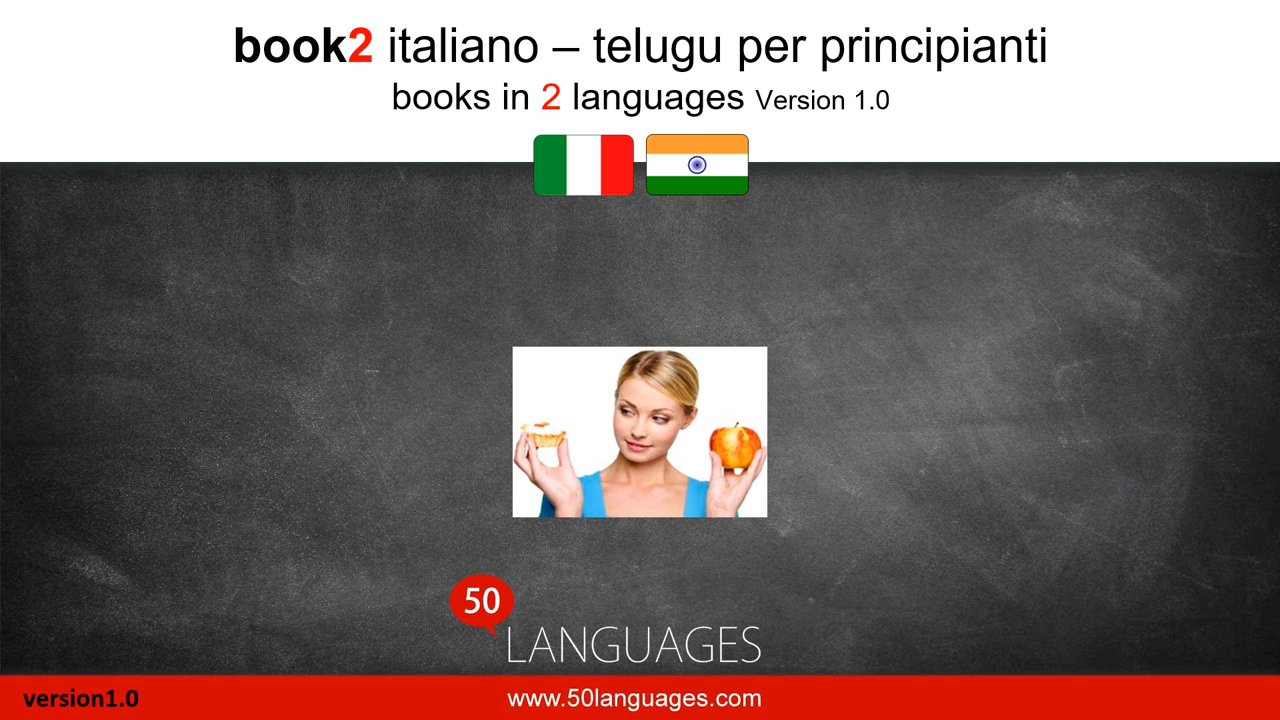 book2 italiano – telugu per principianti
books in 2 languages Version 1.0
50
LANGUAGES
version1.0
www.50languages.com